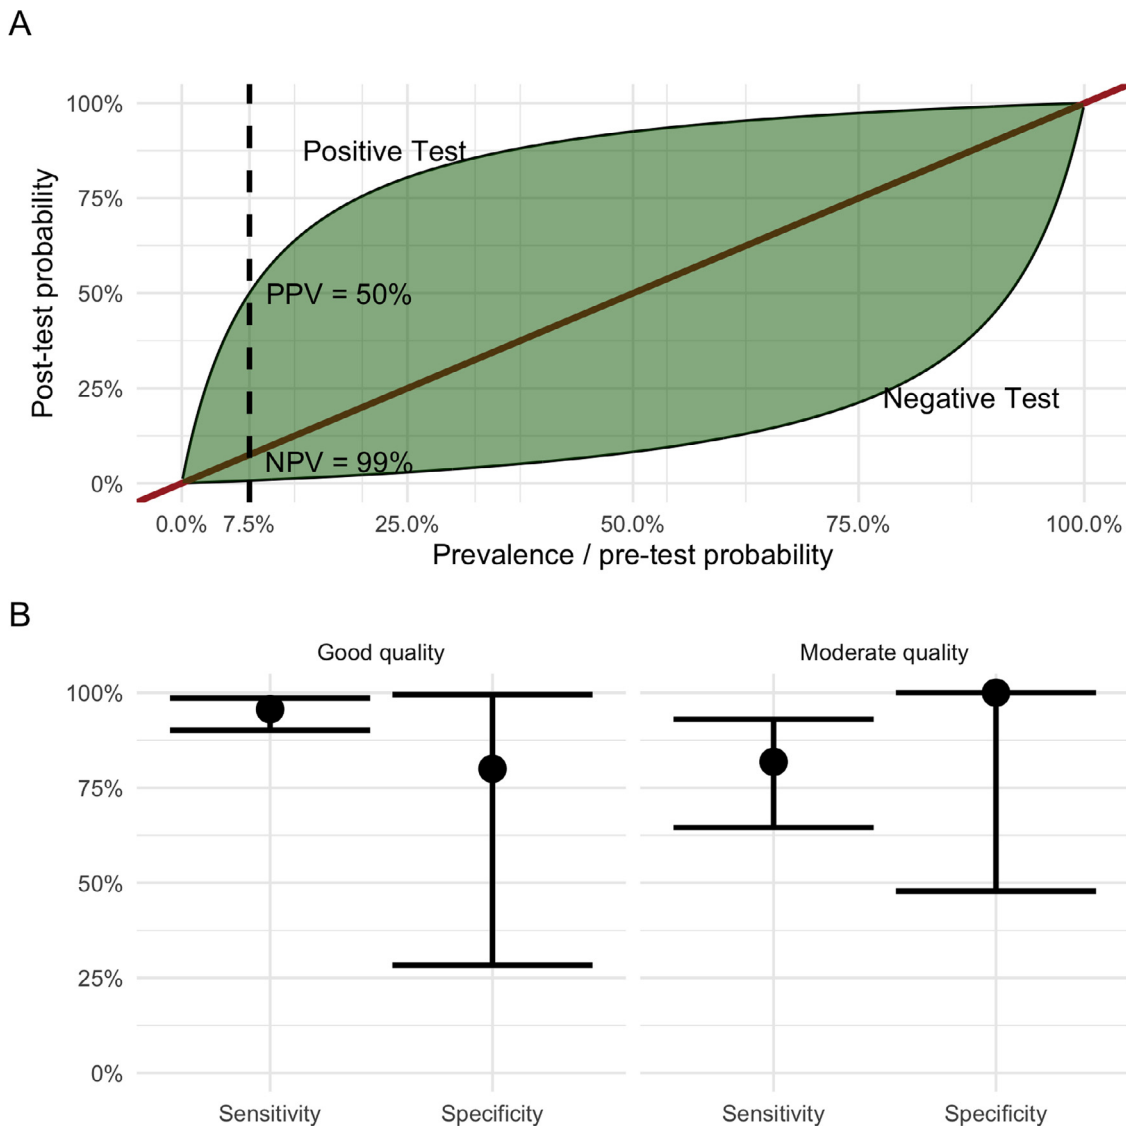 A
100%
75%
50%
25%
0%
Post-test probability
Positive Test
PPV = 50%
NPV = 99%
Negative Test
0.0% 7.5% 25.0% 50.0% 75.0% 100.0%
Prevalence / pre-test probability
B
Good quality Moderate quality
100%
75%
50%
25%
0%
Sensitivity Specificity Sensitivity Specificity